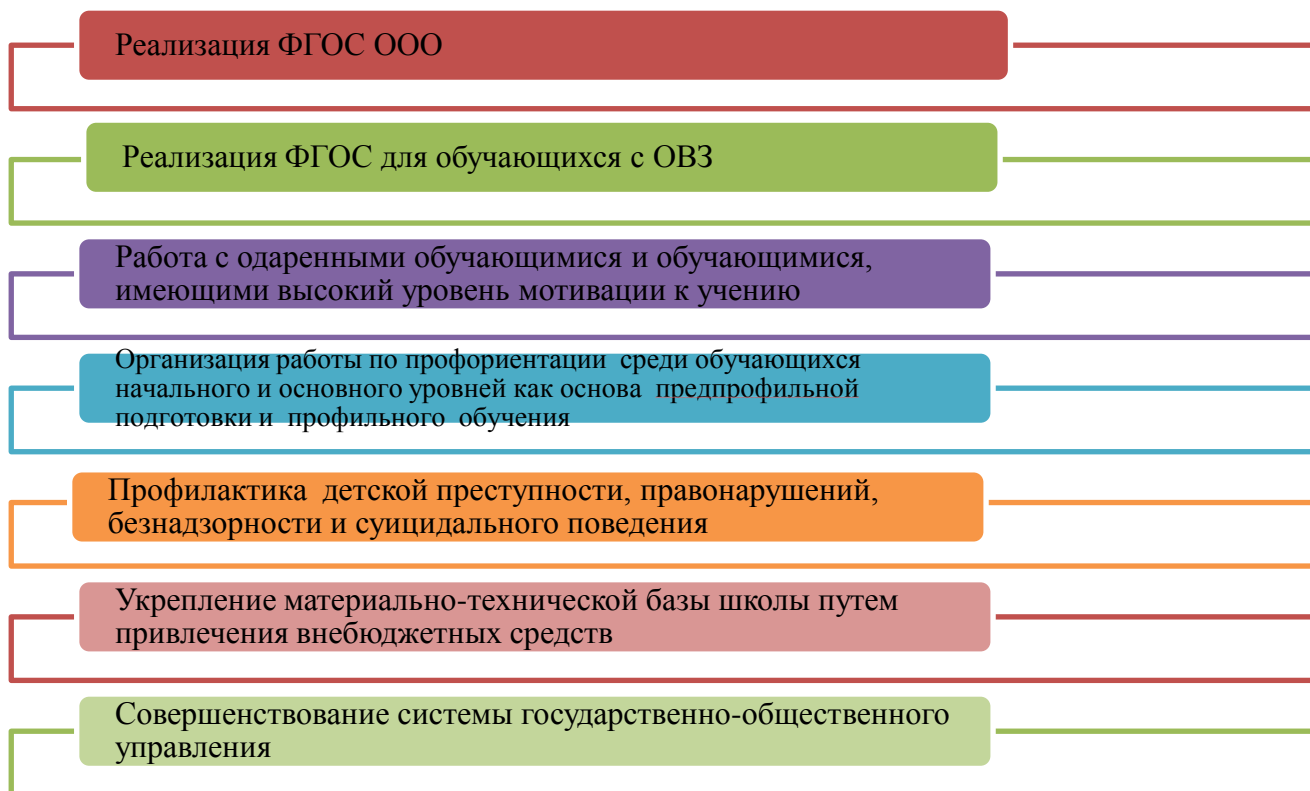 Реализация ФГОС ООО
Реализация ФГОС для обучающихся с ОВЗ
Работа с одаренными обучающимися и обучающимися,
имеющими высокий уровень мотивации к учению
Организация работы по профориентации среди обучающихся
начального и основного уровней как основа предпрофильной
подготовки и профильного обучения
Профилактика детской преступности, правонарушений,
безнадзорности и суицидального поведения
Укрепление материально-технической базы школы путем
привлечения внебюджетных средств
Совершенствование системы государственно-общественного
управления